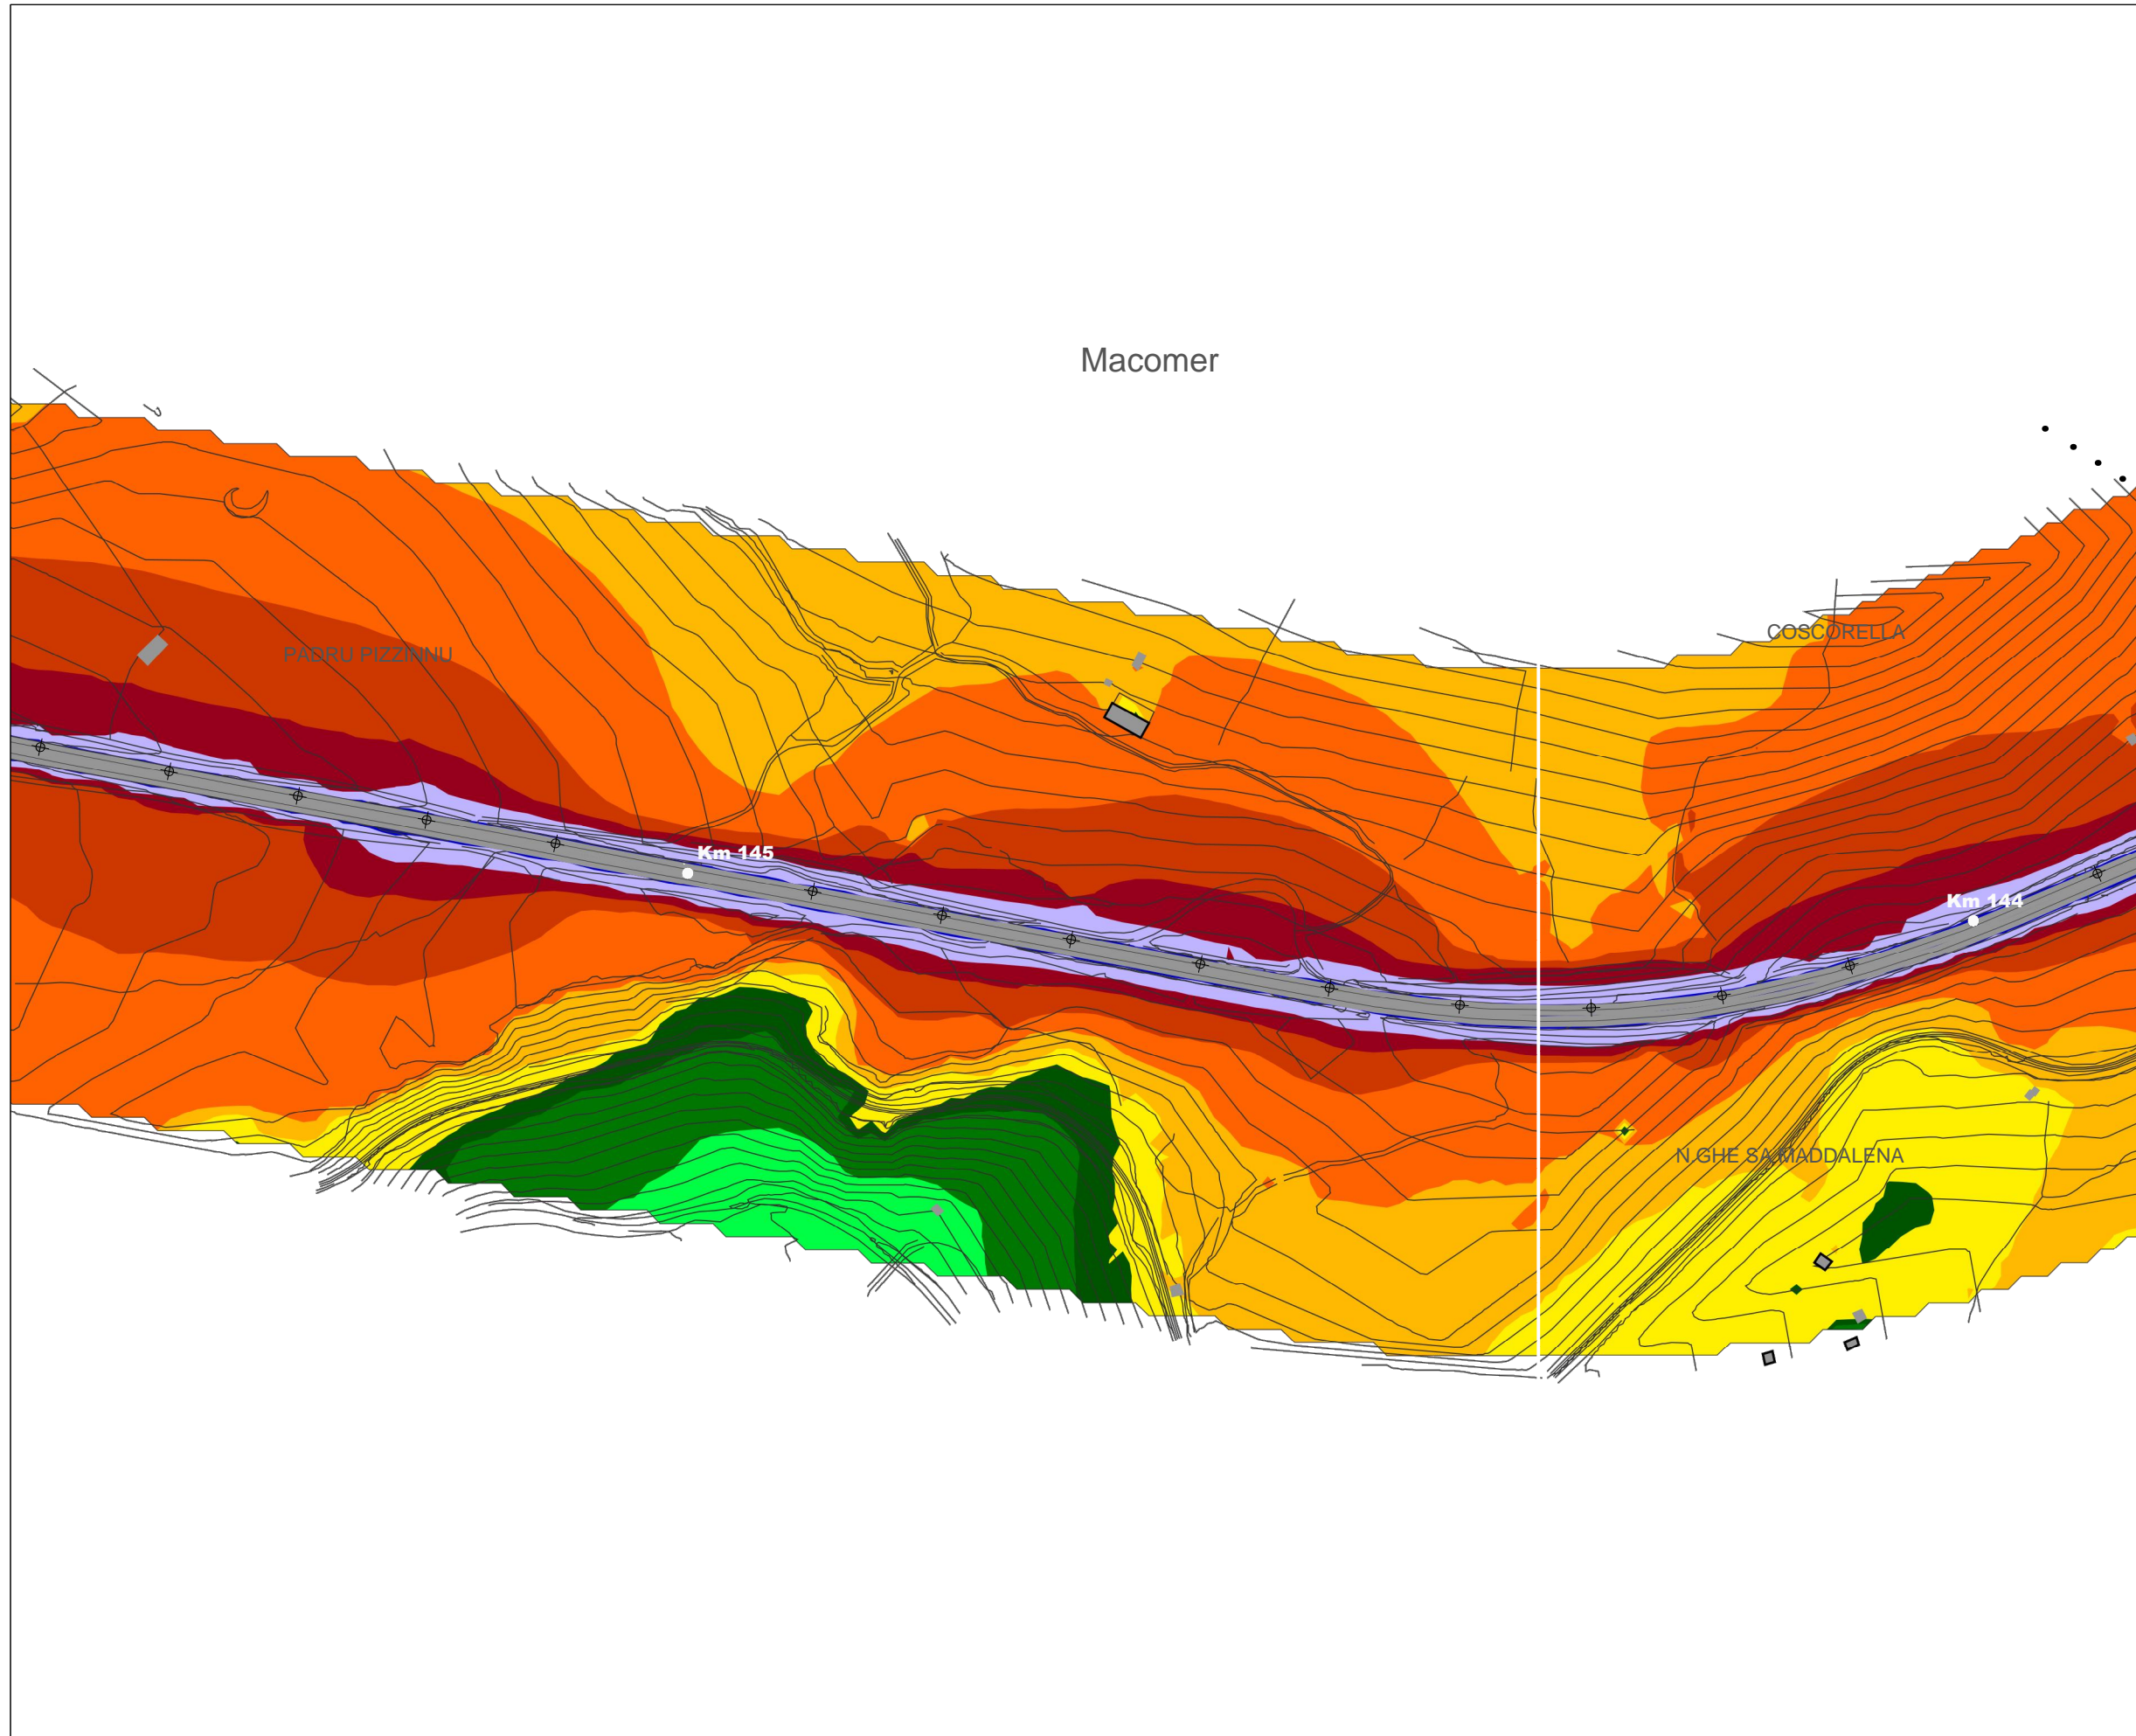 Macomer
COSCORELLA
PADRU PIZZINNU
Km 145
Km 144
N.GHE SA MADDALENA